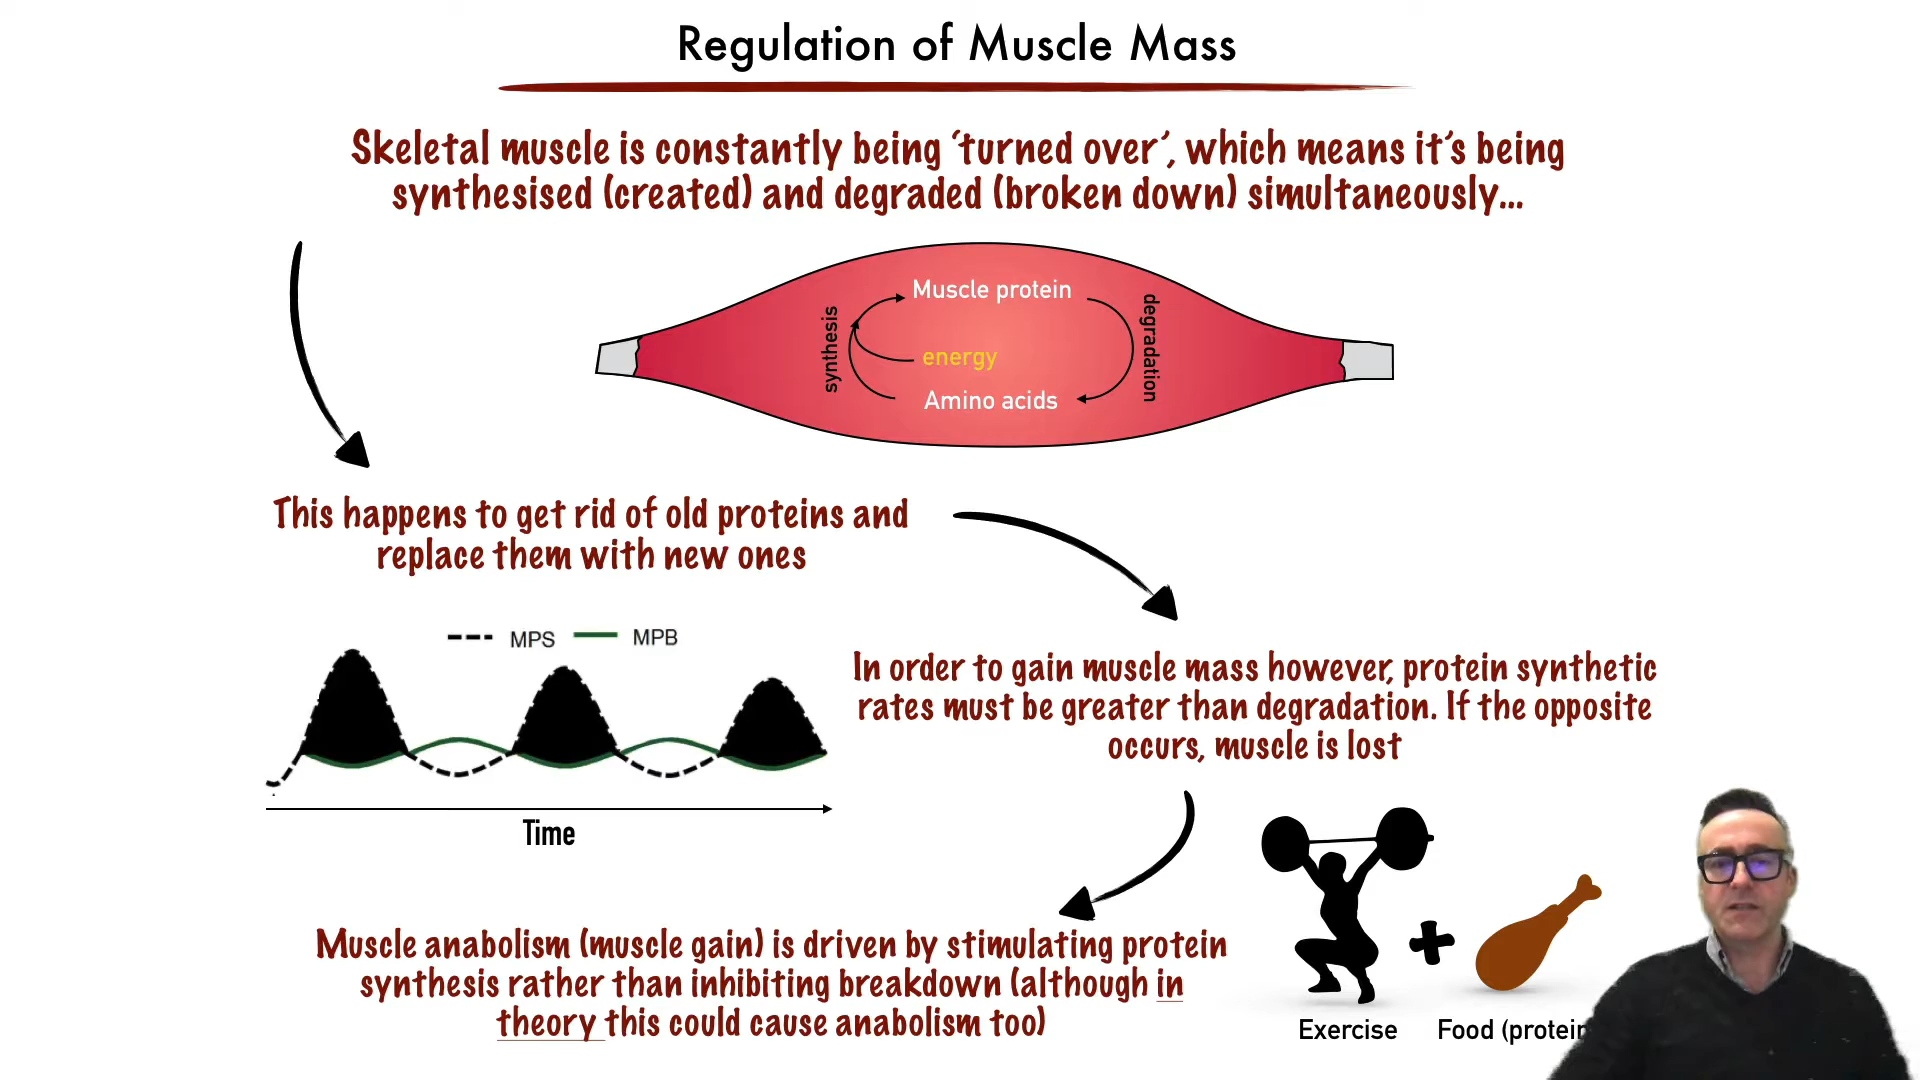 Regulation of Muscle Mass
Skeletal muscle is constantly being ‘turned over’, which means it’s being
synthesised (created) and degraded (broken down) simultaneously...
Muscle protein
synthesis
degradation
energy
Amino acids
This happens to get rid of old proteins and
replace them with new ones
MPS MPB
Time
In order to gain muscle mass however, protein synthetic
rates must be greater than degradation. If the opposite
occurs, muscle is lost
Muscle anabolism (muscle gain) is driven by stimulating protein
synthesis rather than inhibiting breakdown (although in
theory this could cause anabolism too)
Exercise Food (protein